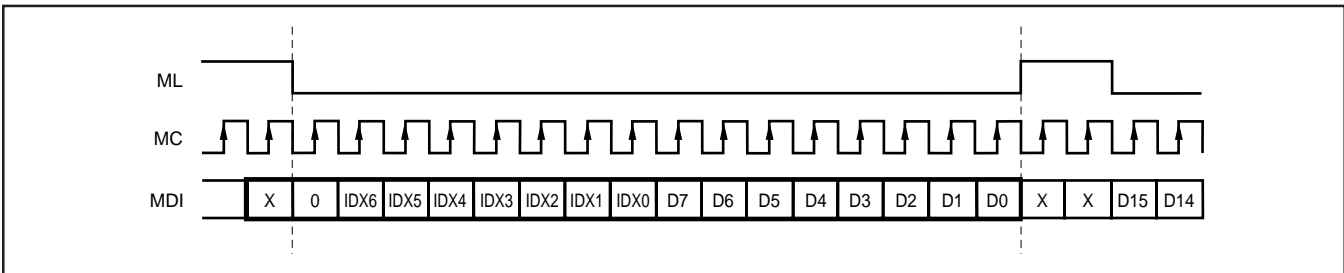 ML
MC
MDI X 0 IDX6 IDX5 IDX4 IDX3 IDX2 IDX1 IDX0 D7 D6 D5 D4 D3 D2 D1 D0 X X D15 D14